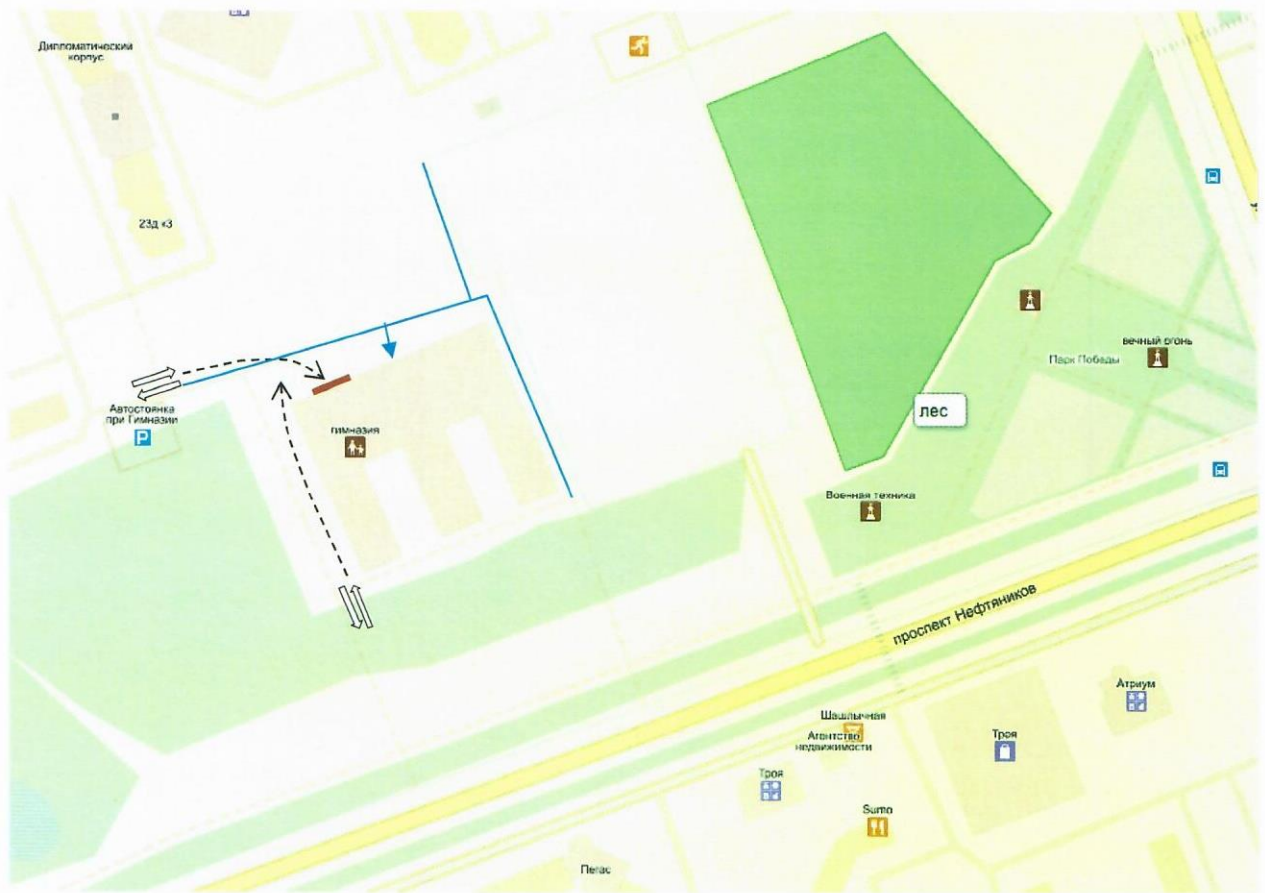 Дипломатический
корпус
23д к3
вечный огонь
Парк Победы
Автостоянка
при Гимназии
P
лес
гимназия
Военная техника
проспект Нефтяников
Атриум
Шашлычная
Агентство
недвижимости
Троя
Троя
Sumo
Пегас